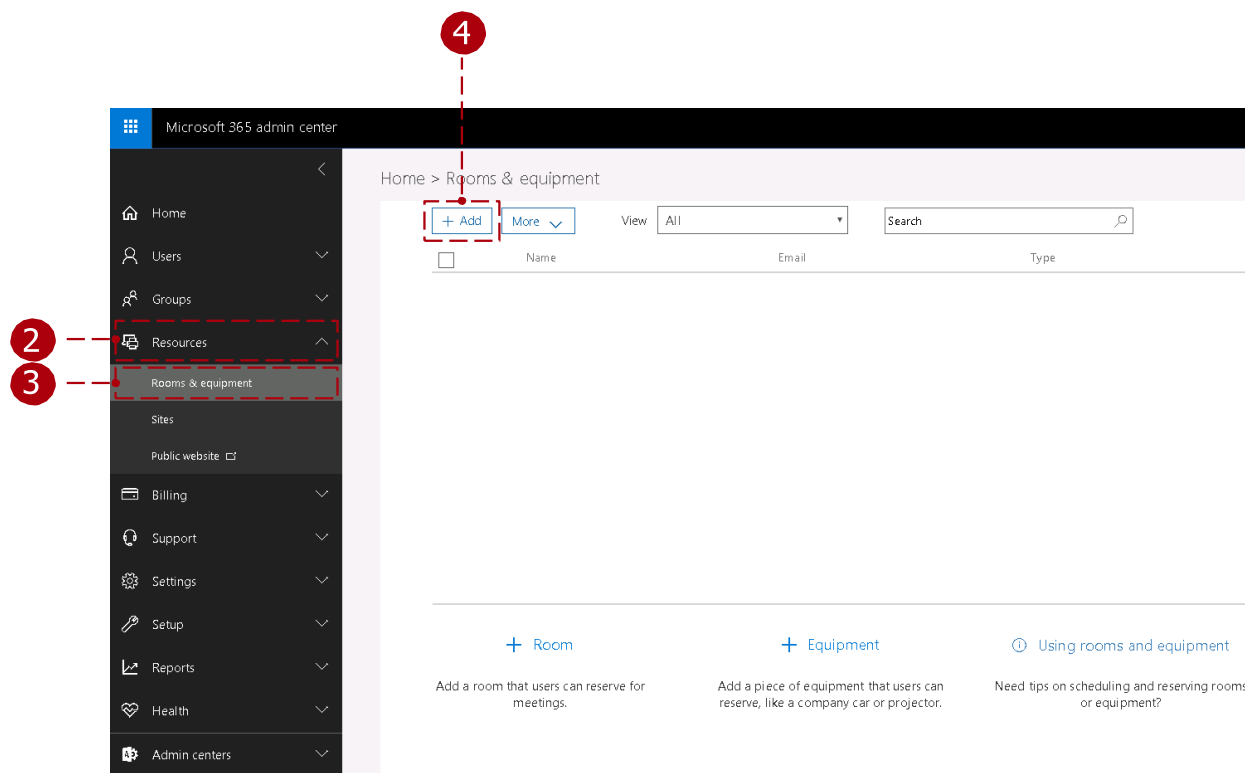 4
Microsoft 365 admin center
Home > Rooms & equipment
Home
+ Add
More
View
All
Search
Users
Name
Email
Type
Groups
2
Resources
3
Rooms & equipment
Sites
Public website
Billing
Support
Settings
Setup
+ Room
+ Equipment
Using rooms and equipment
Reports
Add a room that users can reserve for
meetings.
Add a piece of equipment that users can
reserve, like a company car or projector.
Need tips on scheduling and reserving rooms
or equipment?
Health
Admin centers